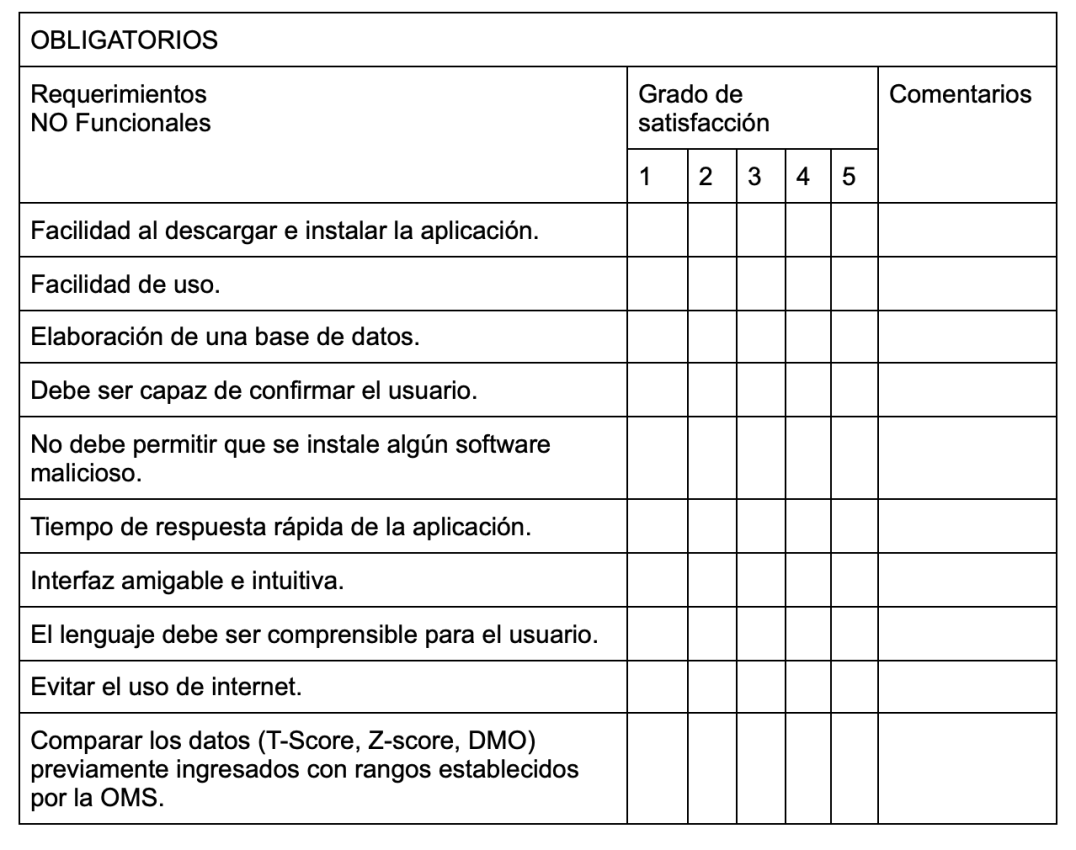 OBLIGATORIOS
Requerimientos
NO Funcionales
Grado de
satisfacción
Comentarios
1 2 3 4 5
Facilidad al descargar e instalar la aplicación.
Facilidad de uso.
Elaboración de una base de datos.
Debe ser capaz de confirmar el usuario.
No debe permitir que se instale algún software
malicioso.
Tiempo de respuesta rápida de la aplicación.
Interfaz amigable e intuitiva.
El lenguaje debe ser comprensible para el usuario.
Evitar el uso de internet.
Comparar los datos (T-Score, Z-score, DMO)
previamente ingresados con rangos establecidos
por la OMS.